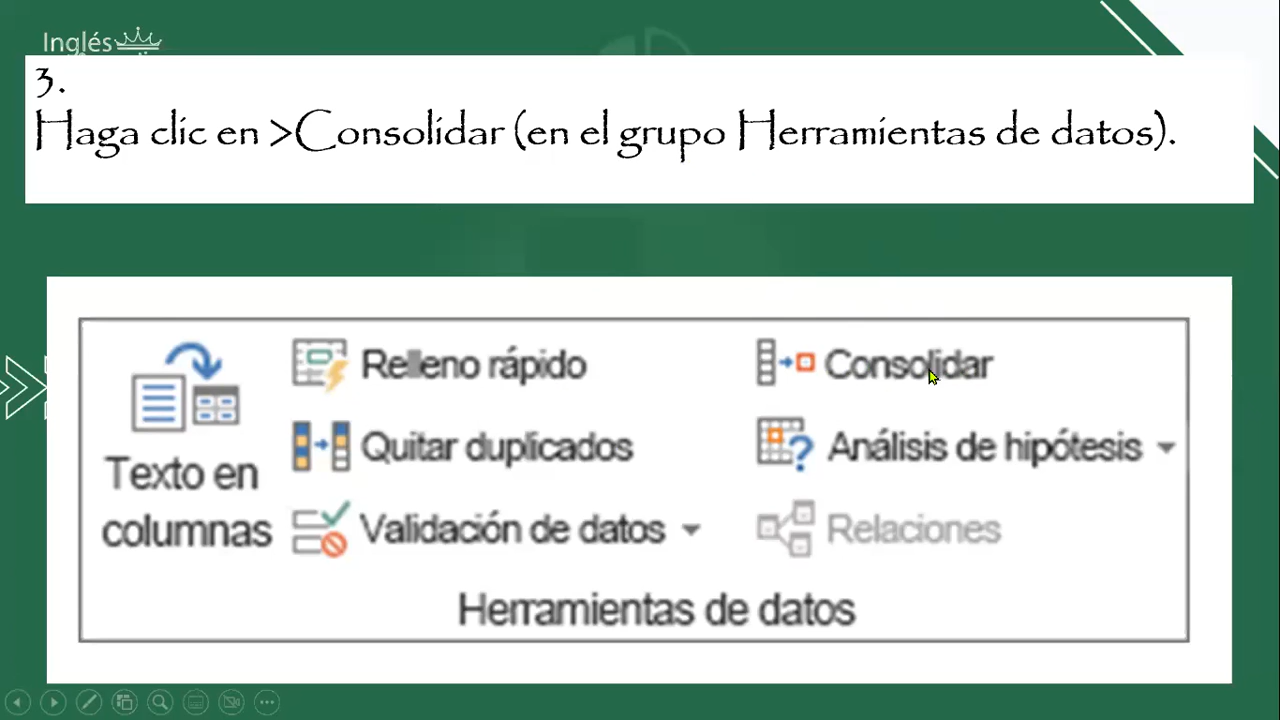 Inglés
3.
Haga clic en >Consolidar (en el grupo Herramientas de datos).
Relleno rápido
Consolidar
Texto en
columnas
Quitar duplicados
Análisis de hipótesis
Validación de datos
Relaciones
Herramientas de datos